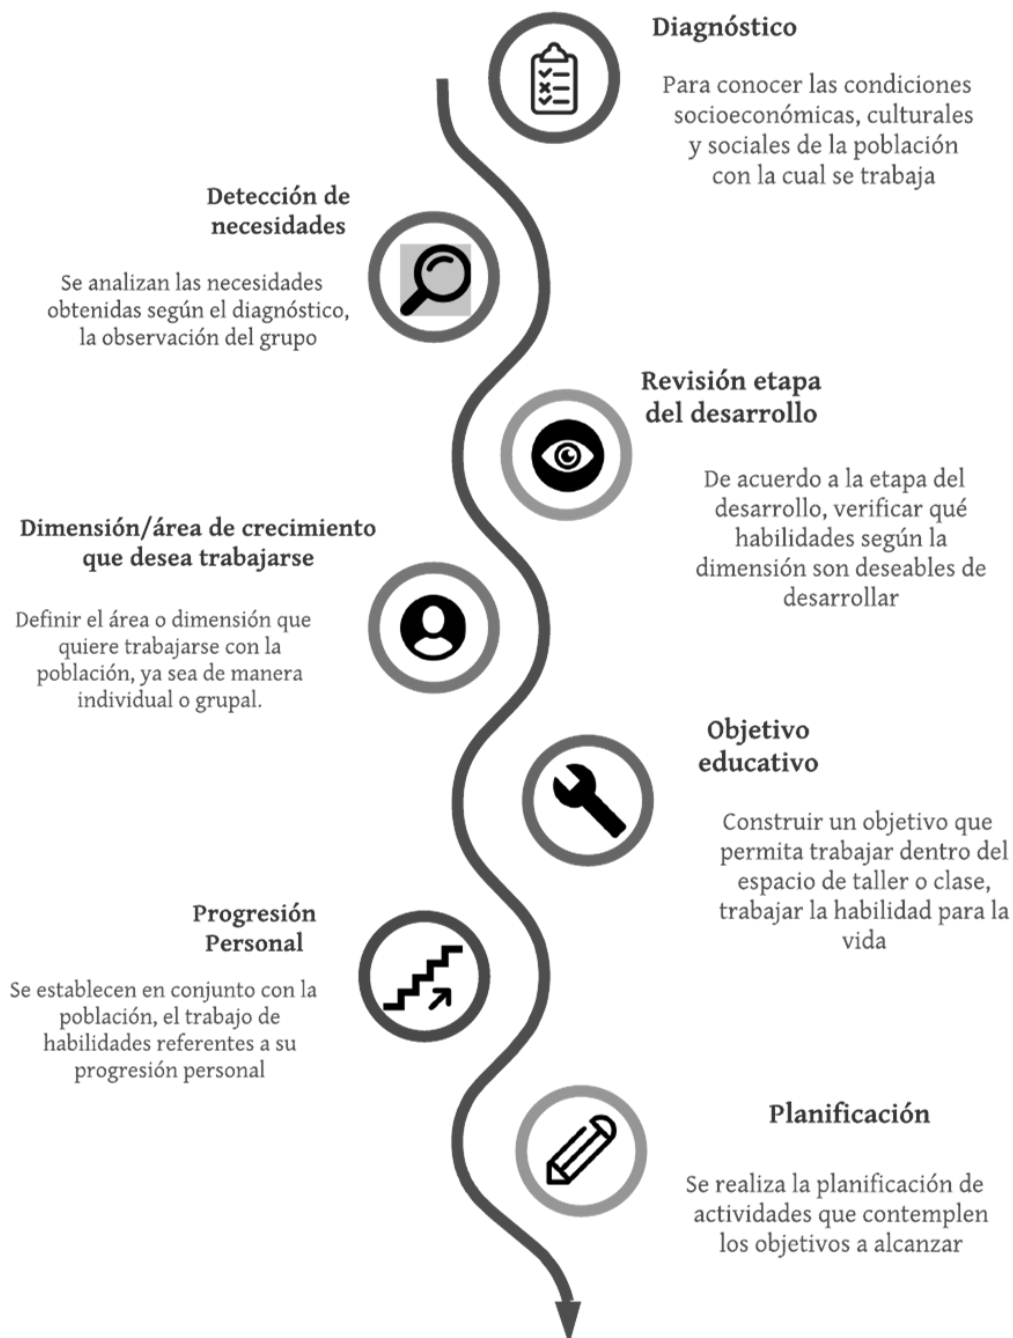 Diagnóstico
Para conocer las condiciones
socioeconómicas, culturales
y sociales de la población
con la cual se trabaja
Detección de
necesidades
Se analizan las necesidades
obtenidas según el diagnóstico,
la observación del grupo
Revisión etapa
del desarrollo
De acuerdo a la etapa del
desarrollo, verificar qué
habilidades según la
dimensión son deseables de
desarrollar
Dimensión/área de crecimiento
que desea trabajarse
Definir el área o dimensión que
quiere trabajarse con la
población, ya sea de manera
individual o grupal.
Objetivo
educativo
Construir un objetivo que
permita trabajar dentro del
espacio de taller o clase,
trabajar la habilidad para la
vida
Progresión
Personal
Se establecen en conjunto con la
población, el trabajo de
habilidades referentes a su
progresión personal
Planificación
Se realiza la planificación de
actividades que contemplen
los objetivos a alcanzar